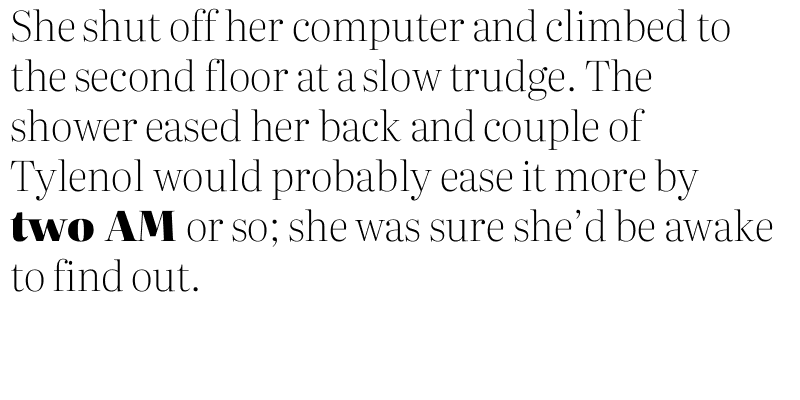 She shut off her computer and climbed to
the second floor at a slow trudge. The
shower eased her back and couple of
Tylenol would probably ease it more by
two AM or so; she was sure she’d be awake
to find out.